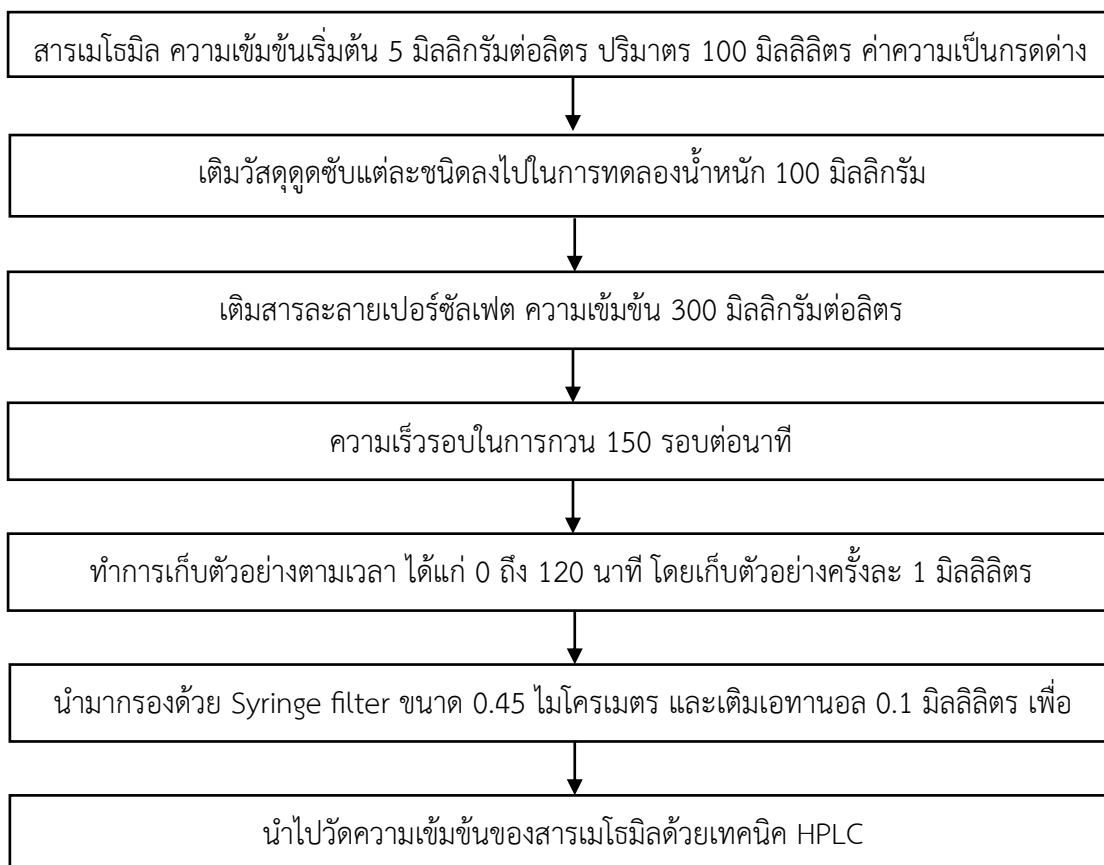 สารเมโธมิล ความเข้มข้นเริ่มต้น 5 มิลลิกรัมต่อลิตร ปริมาตร 100 มิลลิลิตร ค่าความเป็นกรดด่าง
เติมวัสดุดูดซับแต่ละชนิดลงไปในการทดลองน้ำหนัก 100 มิลลิกรัม
เติมสารละลายเปอร์ซัลเฟต ความเข้มข้น 300 มิลลิกรัมต่อลิตร
ความเร็วรอบในการกวน 150 รอบต่อนาที
ทำการเก็บตัวอย่างตามเวลา ได้แก่ 0 ถึง 120 นาที โดยเก็บตัวอย่างครั้งละ 1 มิลลิลิตร
นำมากรองด้วย Syringe filter ขนาด 0.45 ไมโครเมตร และเติมเอทานอล 0.1 มิลลิลิตร เพื่อ
นำไปวัดความเข้มข้นของสารเมโธมิลด้วยเทคนิค HPLC